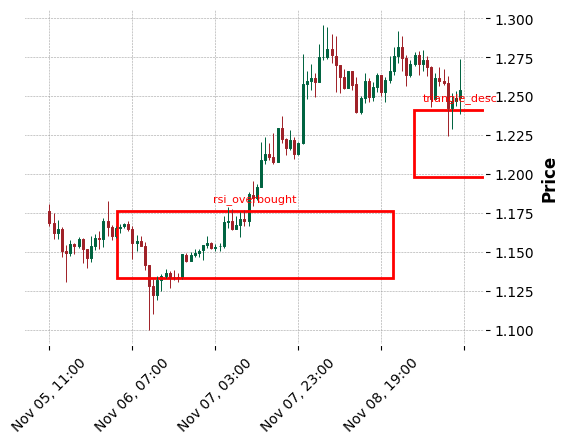 1.300
1.275
triangle_desc
1.250
1.225
1.200
rsi_overbought
1.175
1.150
1.125
1.100
Price
Nov 05, 11:00
Nov 06, 07:00
Nov 07, 03:00
Nov 07, 23:00
Nov 08, 19:00